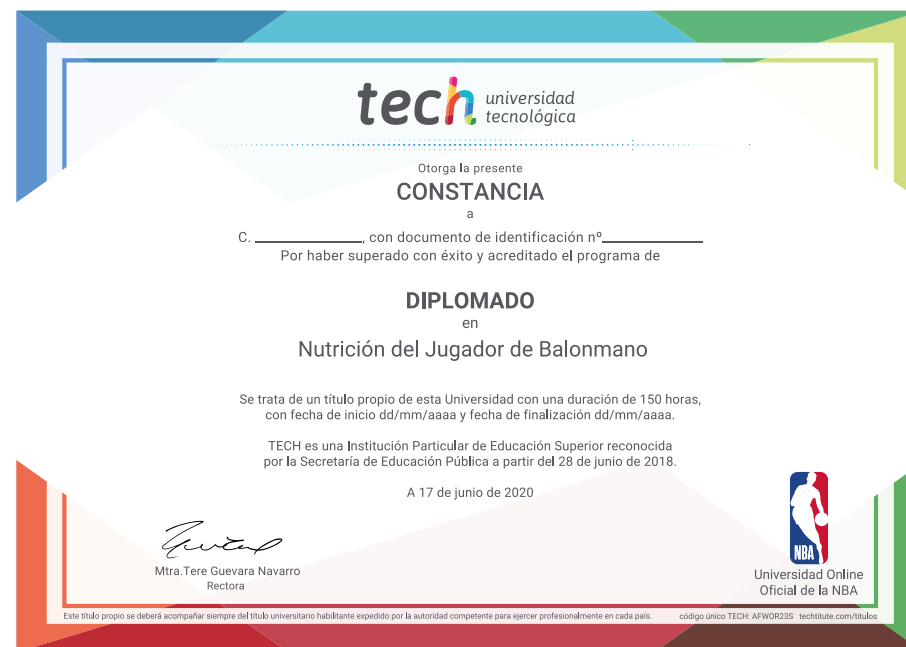 tech universidad
tecnológica
Otorga la presente
CONSTANCIA
a
C. ____________, con documento de identificación nº____________
Por haber superado con éxito y acreditado el programa de
DIPLOMADO
en
Nutrición del Jugador de Balonmano
Se trata de un título propio de esta Universidad con una duración de 150 horas,
con fecha de inicio dd/mm/aaaa y fecha de finalización dd/mm/aaaa.
TECH es una Institución Particular de Educación Superior reconocida
por la Secretaría de Educación Pública a partir del 28 de junio de 2018.
A 17 de junio de 2020
Mtra.Tere Guevara Navarro
Rectora
NBA
Universidad Online
Oficial de la NBA
Este título propio se deberá acompañar siempre del título universitario habilitante expedido por la autoridad competente para ejercer profesionalmente en cada país. código único TECH: AFWOR23S techtitute.com/titulos